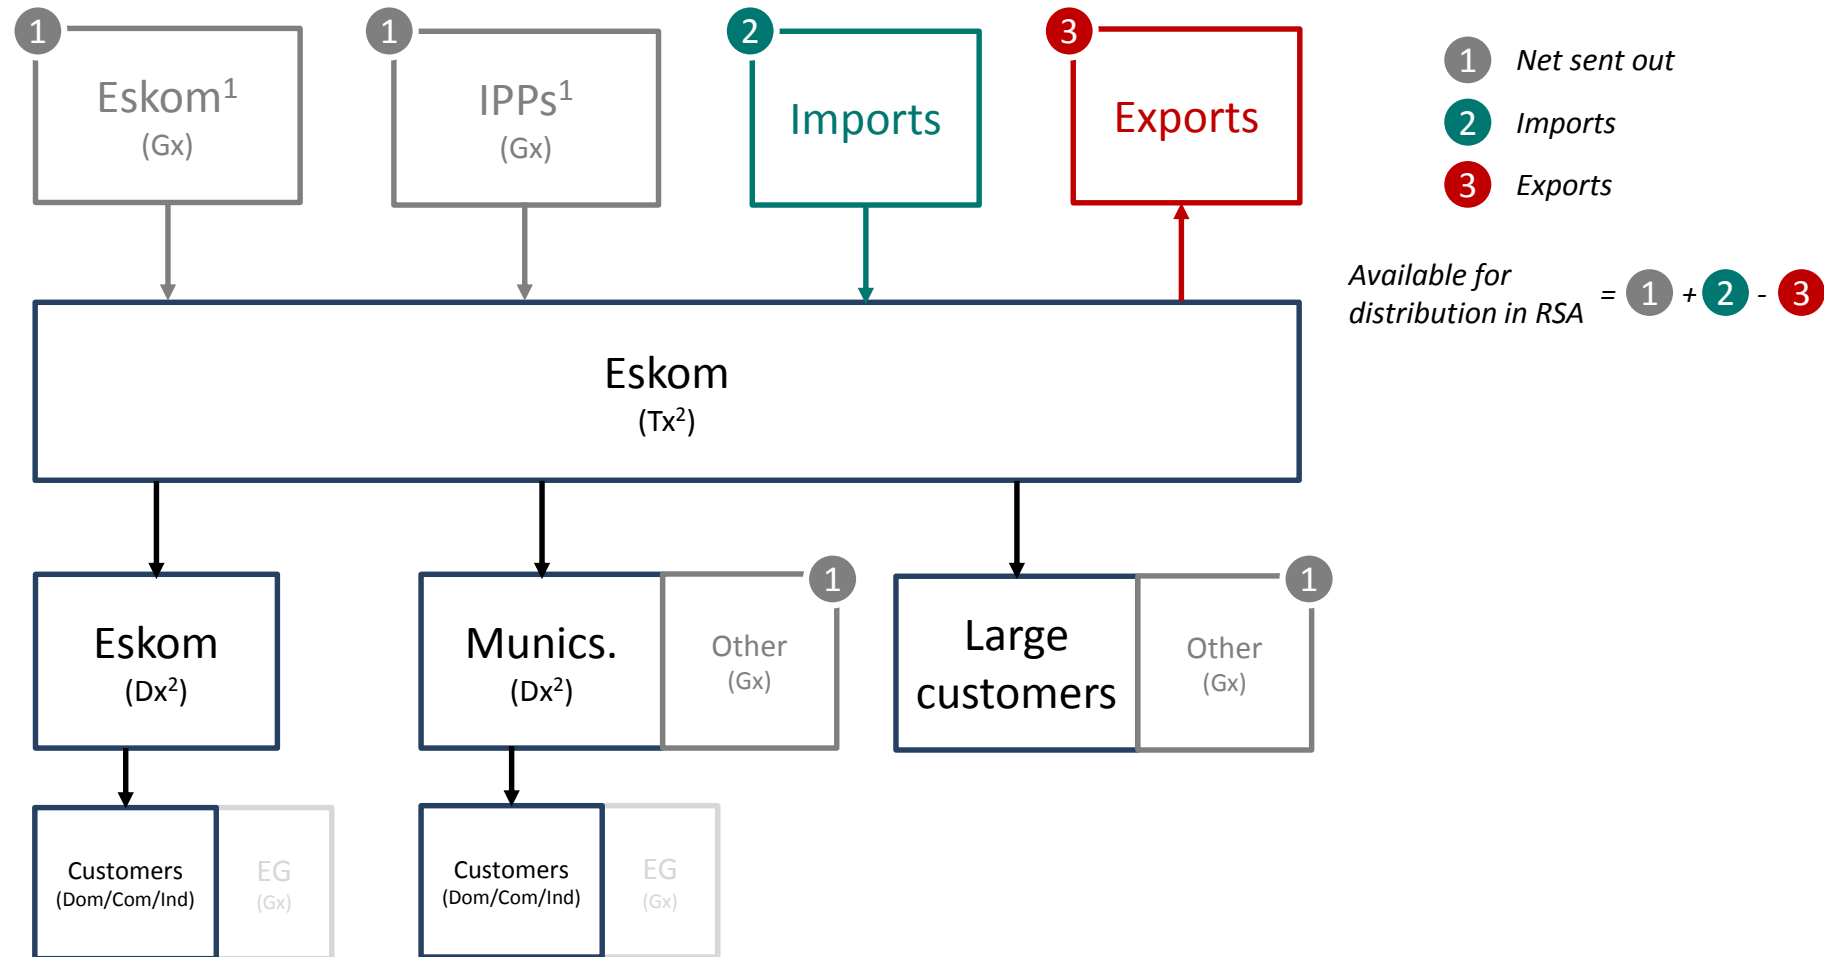 1
Eskom¹
(Gx)
1
IPPs¹
(Gx)
2
Imports
3
Exports
1 Net sent out
2 Imports
3 Exports
Available for
distribution in RSA = 1 + 2 - 3
Eskom
(Tx²)
Eskom
(Dx²)
Munics.
(Dx²)
1
Other
(Gx)
Large
customers
1
Other
(Gx)
Customers
(Dom/Com/Ind)
EG
(Gx)
Customers
(Dom/Com/Ind)
EG
(Gx)